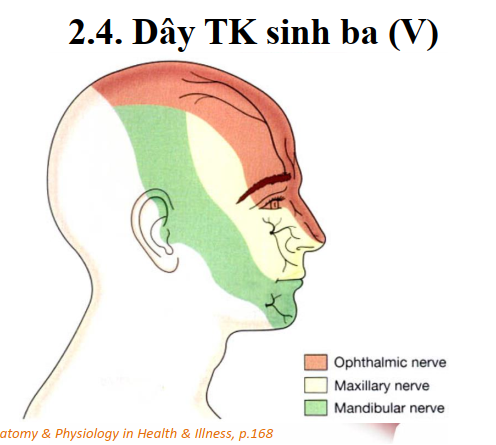 2.4. Dây TK sinh ba (V)
Ophthalmic nerve
Maxillary nerve
Mandibular nerve
atomy & Physiology in Health & Illness, p.168